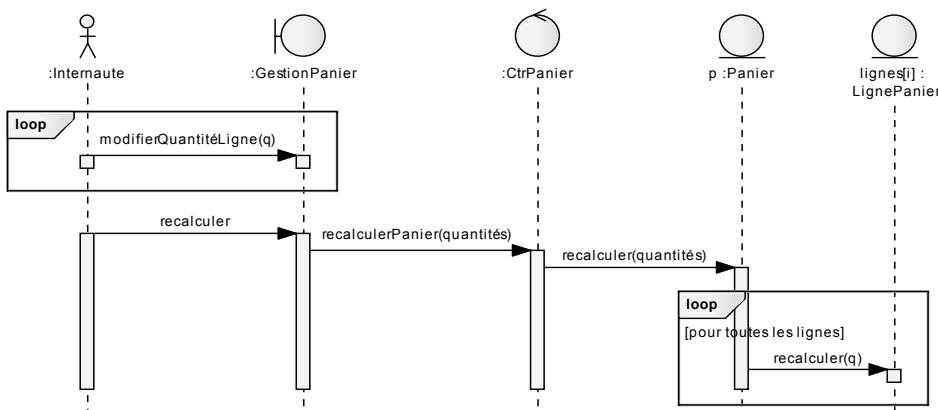 :Internaute
:GestionPanier
:CtrPanier
p :Panier
lignes[i] :
LignePanier
loop
modifierQuantitéLigne(q)
recalculer
recalculerPanier(quantités)
recalculer(quantités)
loop
[pour toutes les lignes]
recalculer(q)